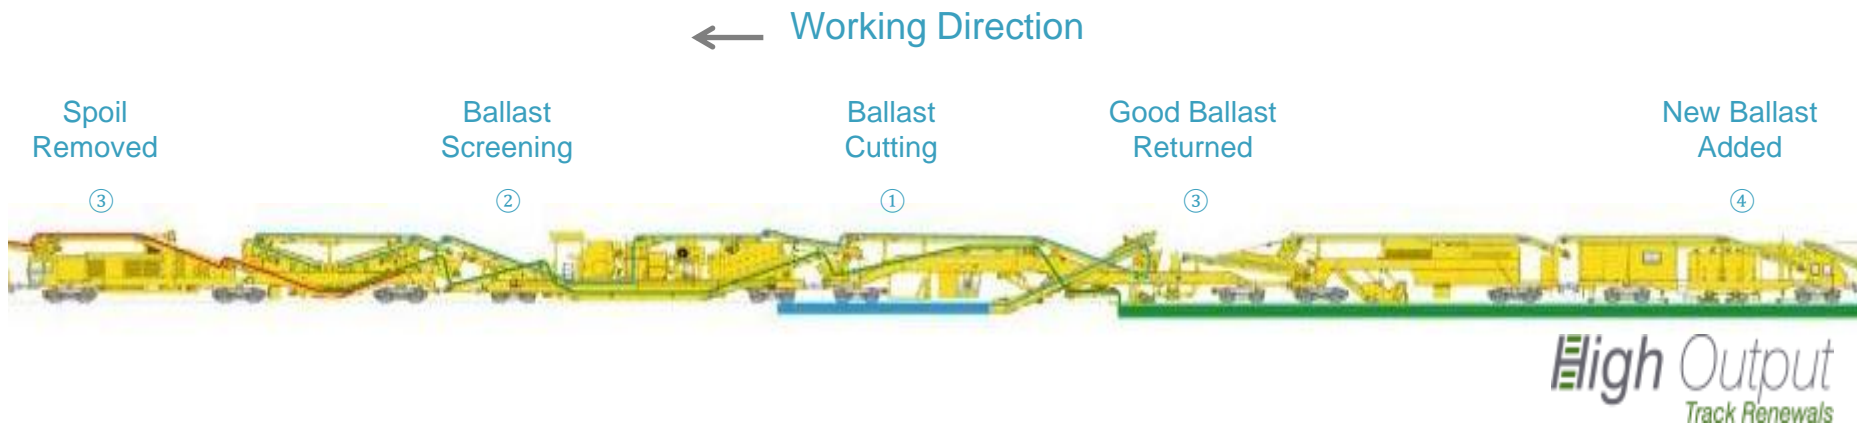 Working Direction
Spoil
Removed
Ballast
Screening
Ballast
Cutting
Good Ballast
Returned
New Ballast
Added
③
②
①
③
④
High Output
Track Renewals